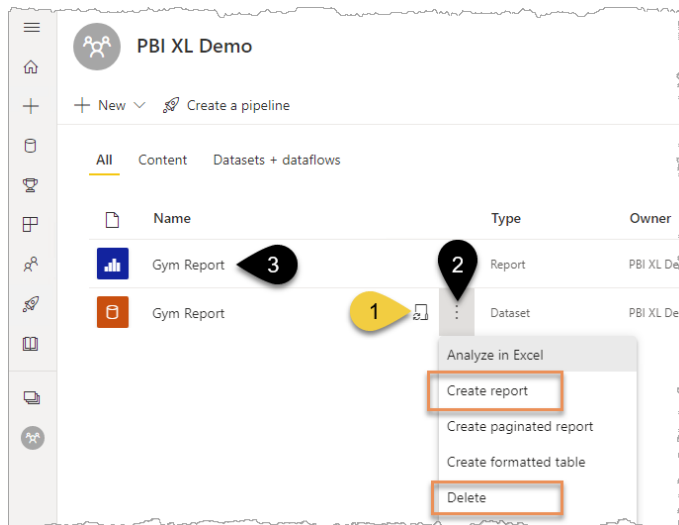 PBI XL Demo
New
Create a pipeline
All Content Datasets + dataflows
Name Type Owner
Gym Report 3 2 Report PBI XL De
Gym Report 1 Dataset PBI XL De
Analyze in Excel
Create report
Create paginated report
Create formatted table
Delete